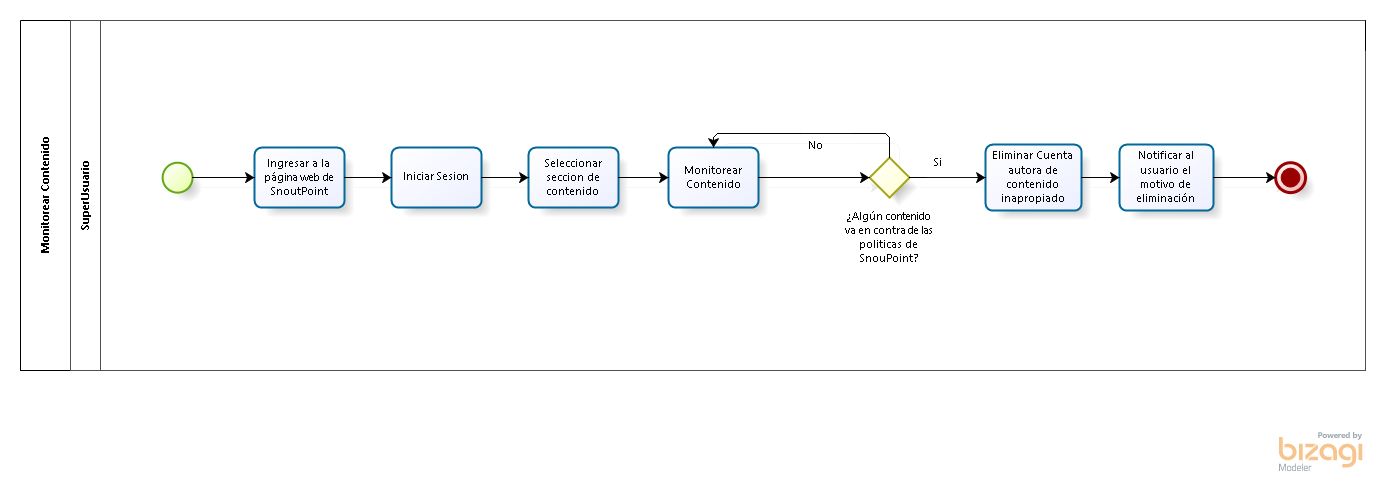 Monitorear Contenido
SuperUsuario
Ingresar a la
página web de
SnoutPoint
Iniciar Sesion
Seleccionar
seccion de
contenido
Monitorear
Contenido
No
¿Algún contenido
va en contra de las
politicas de
SnouPoint?
Si
Eliminar Cuenta
autora de
contenido
inapropiado
Notificar al
usuario el
motivo de
eliminación
Powered by
bizagi
Modeler